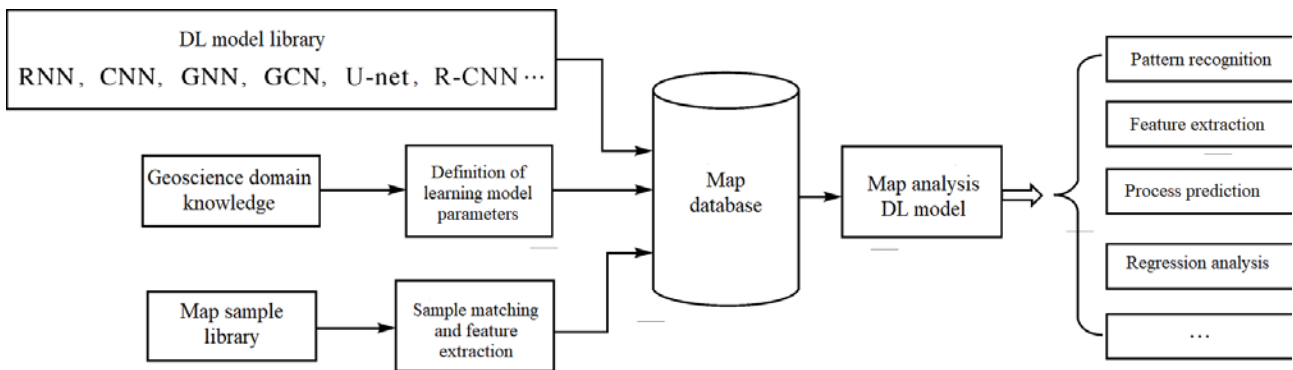 DL model library
RNN, CNN, GNN, GCN, U-net, R-CNN ···
Geoscience domain
knowledge
Definition of
learning model
parameters
Map sample
library
Sample matching
and feature
extraction
Map
database
Map analysis
DL model
Pattern recognition
Feature extraction
Process prediction
Regression analysis
···